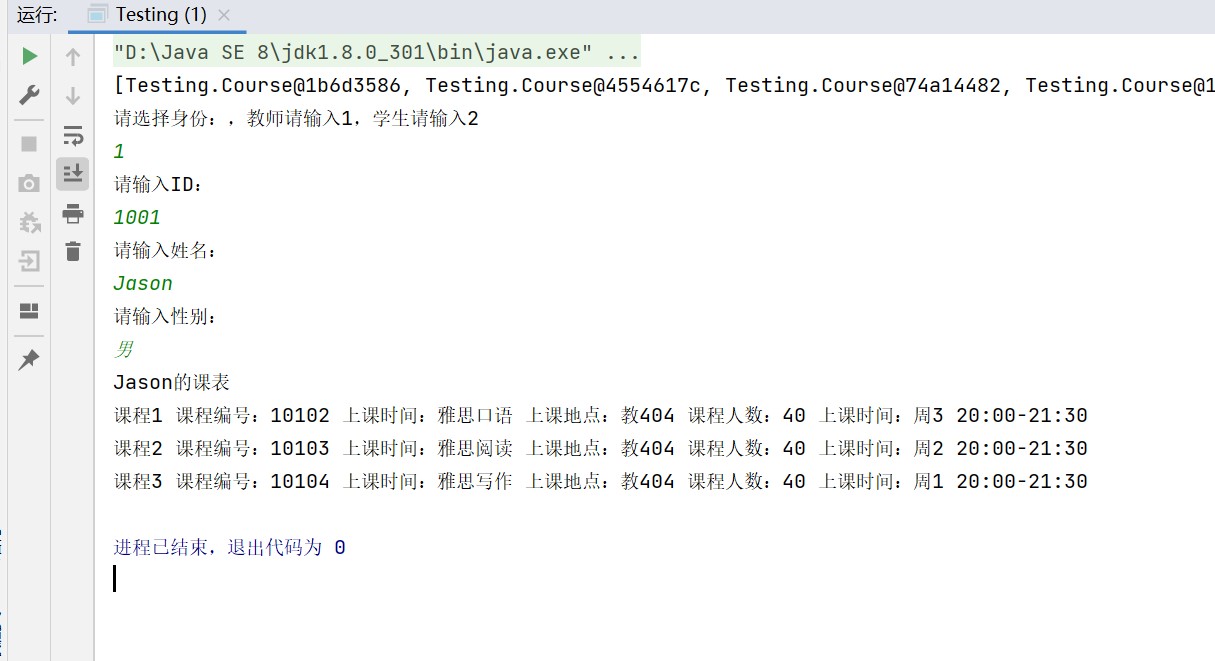 运行: Testing (1)
"D:\Java SE 8\jdk1.8.0_301\bin\java.exe" ...
[Testing.Course@1b6d3586, Testing.Course@4554617c, Testing.Course@74a14482, Testing.Course@1
请选择身份：，教师请输入1，学生请输入2
1
请输入ID：
1001
请输入姓名：
Jason
请输入性别：
男
Jason的课表
课程1 课程编号：10102 上课时间：雅思口语 上课地点：教404 课程人数：40 上课时间：周3 20:00-21:30
课程2 课程编号：10103 上课时间：雅思阅读 上课地点：教404 课程人数：40 上课时间：周2 20:00-21:30
课程3 课程编号：10104 上课时间：雅思写作 上课地点：教404 课程人数：40 上课时间：周1 20:00-21:30
进程已结束，退出代码为 0